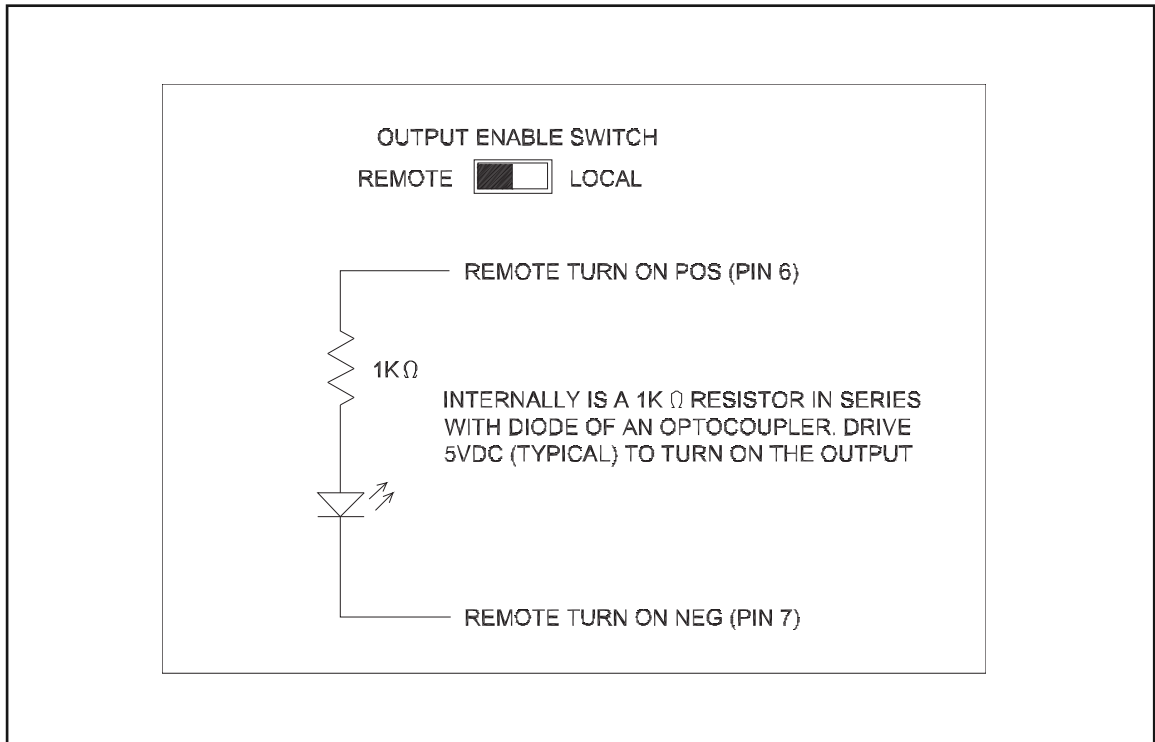 OUTPUT ENABLE SWITCH
REMOTE LOCAL
REMOTE TURN ON POS (PIN 6)
1K Ω
INTERNALLY IS A 1K Ω RESISTOR IN SERIES
WITH DIODE OF AN OPTOCOUPLER. DRIVE
5VDC (TYPICAL) TO TURN ON THE OUTPUT
REMOTE TURN ON NEG (PIN 7)